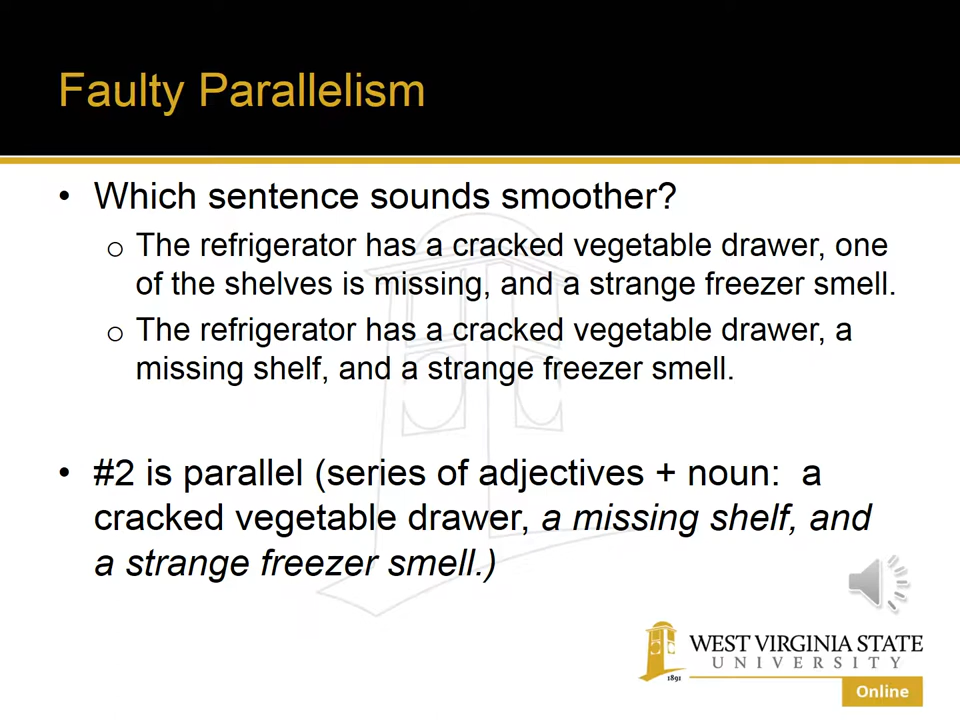 Faulty Parallelism
• Which sentence sounds smoother?
o The refrigerator has a cracked vegetable drawer, one
of the shelves is missing, and a strange freezer smell.
o The refrigerator has a cracked vegetable drawer, a
missing shelf, and a strange freezer smell.
• #2 is parallel (series of adjectives + noun:  a
cracked vegetable drawer, a missing shelf, and
a strange freezer smell.)
WEST VIRGINIA STATE
UNIVERSITY
1891
Online